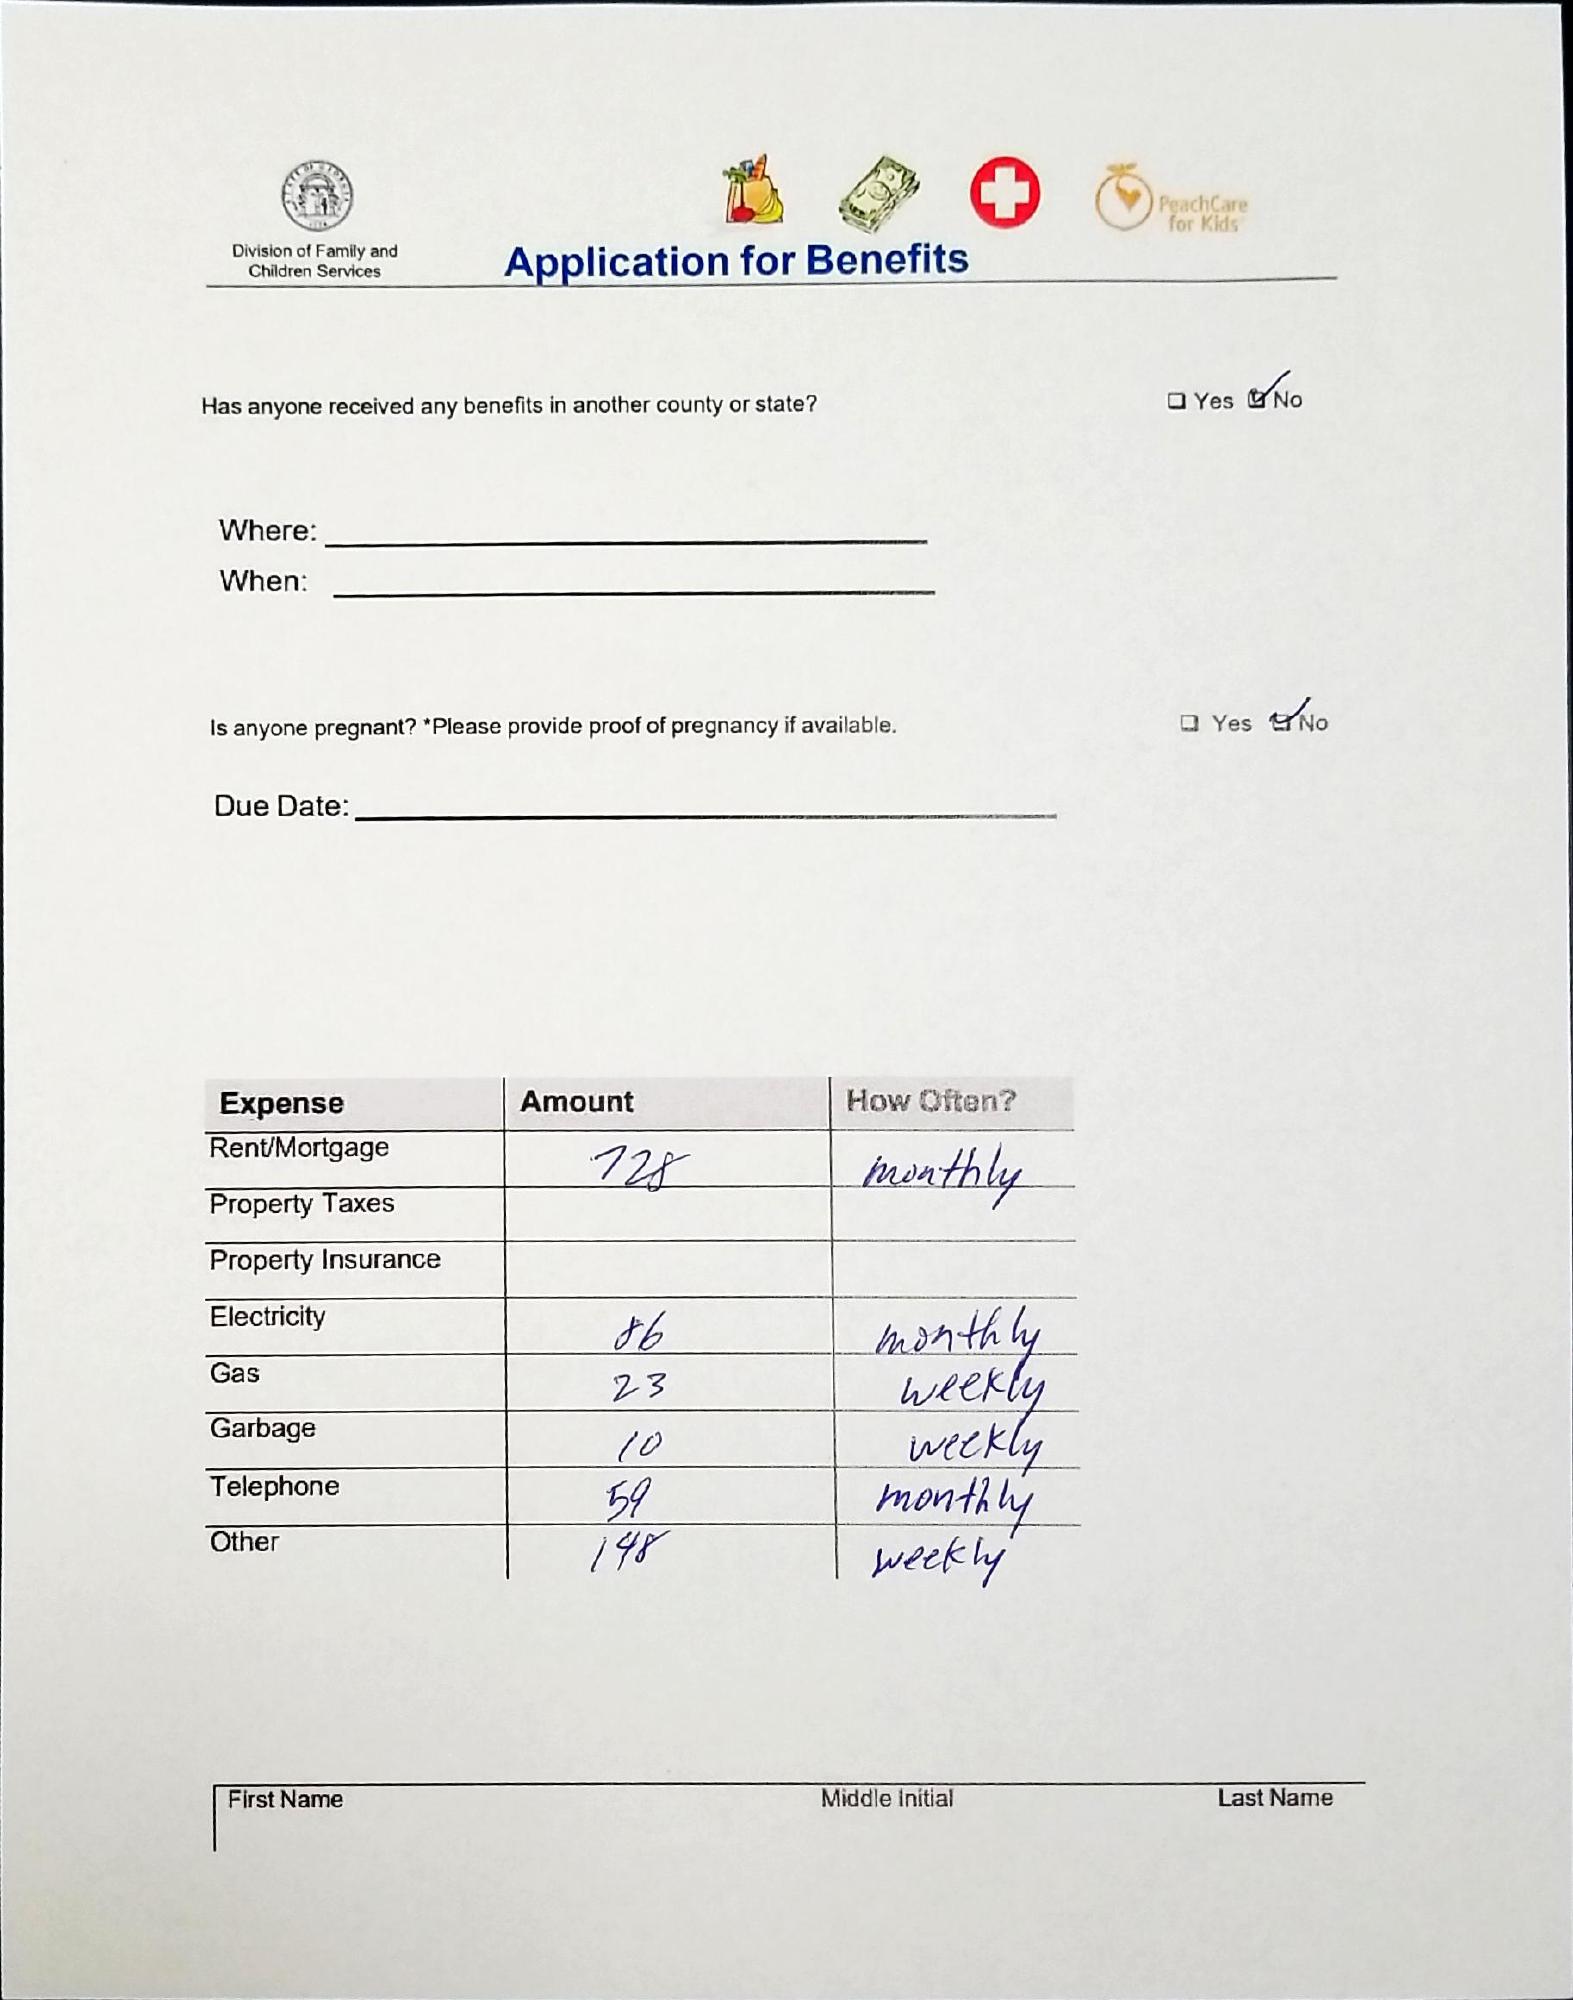 STATE OF GEORGIA
Division of Family and
Children Services
Application for Benefits
PeachCare
for Kids
Has anyone received any benefits in another county or state? ❑ Yes ☑ No
Where:
When:
Is anyone pregnant? *Please provide proof of pregnancy if available. ❑ Yes ☑ No
Due Date:
Expense Amount How Often?
Rent/Mortgage 728 monthly
Property Taxes
Property Insurance
Electricity 86 monthly
Gas 23 weekly
Garbage 10 weekly
Telephone 59 monthly
Other 148 weekly
First Name Middle Initial Last Name